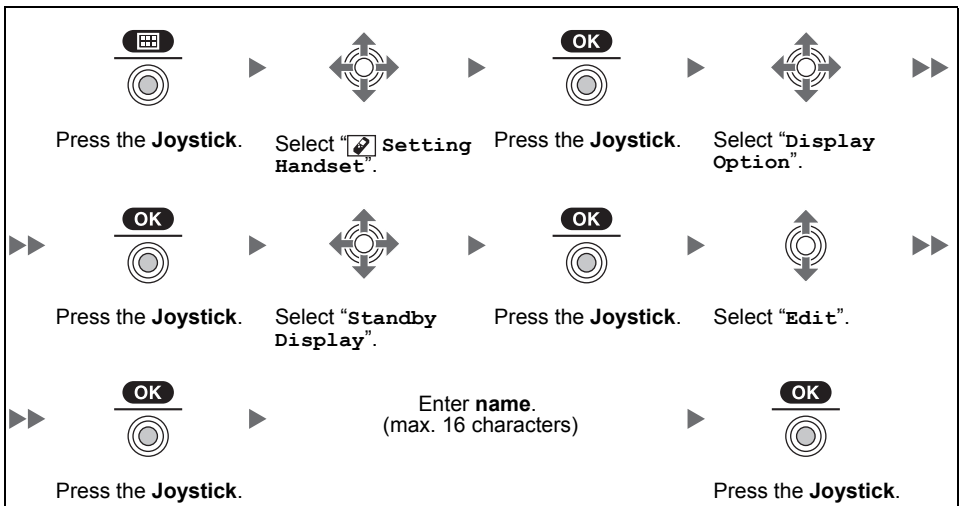 OK
Press the Joystick.
Select “ Setting
Handset”.
Press the Joystick.
Select “Display
Option”.
OK
OK
Press the Joystick.
Select “Standby
Display”.
Press the Joystick.
Select “Edit”.
OK
Enter name.
(max. 16 characters)
OK
Press the Joystick.
Press the Joystick.